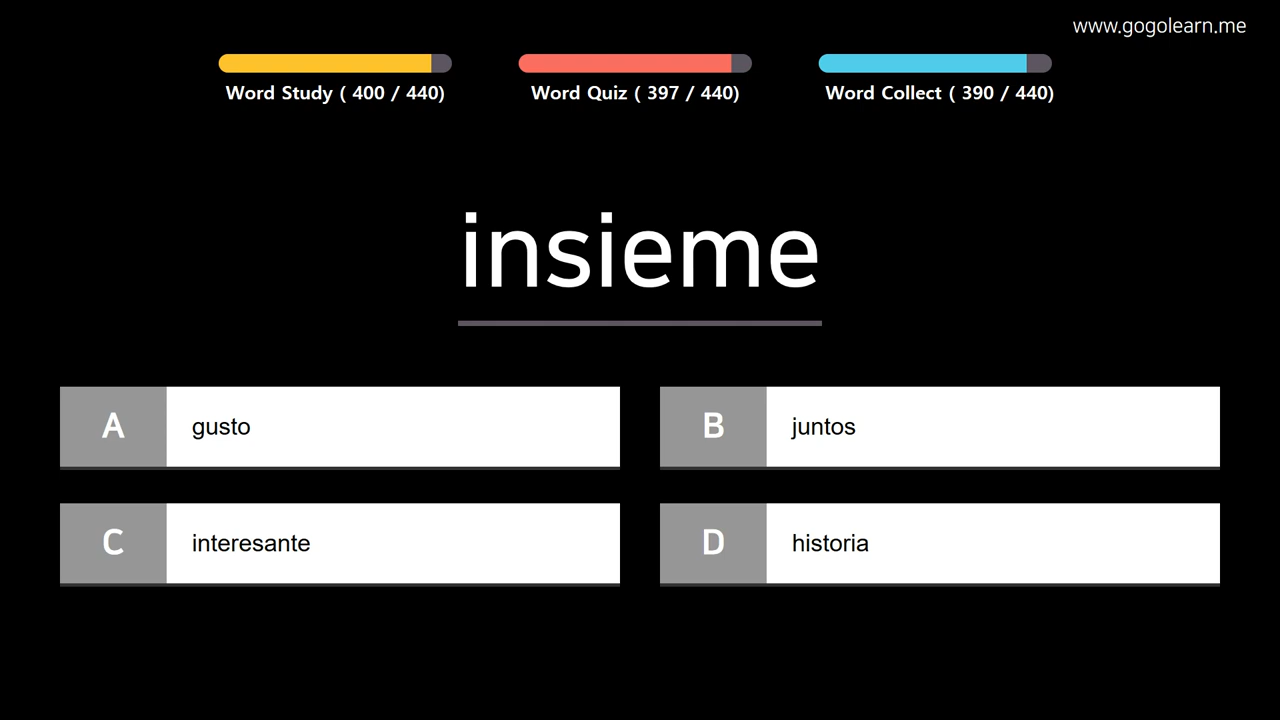 www.gogolearn.me
Word Study ( 400 / 440)
Word Quiz ( 397 / 440)
Word Collect ( 390 / 440)
insieme
A
gusto
B
juntos
C
interesante
D
historia